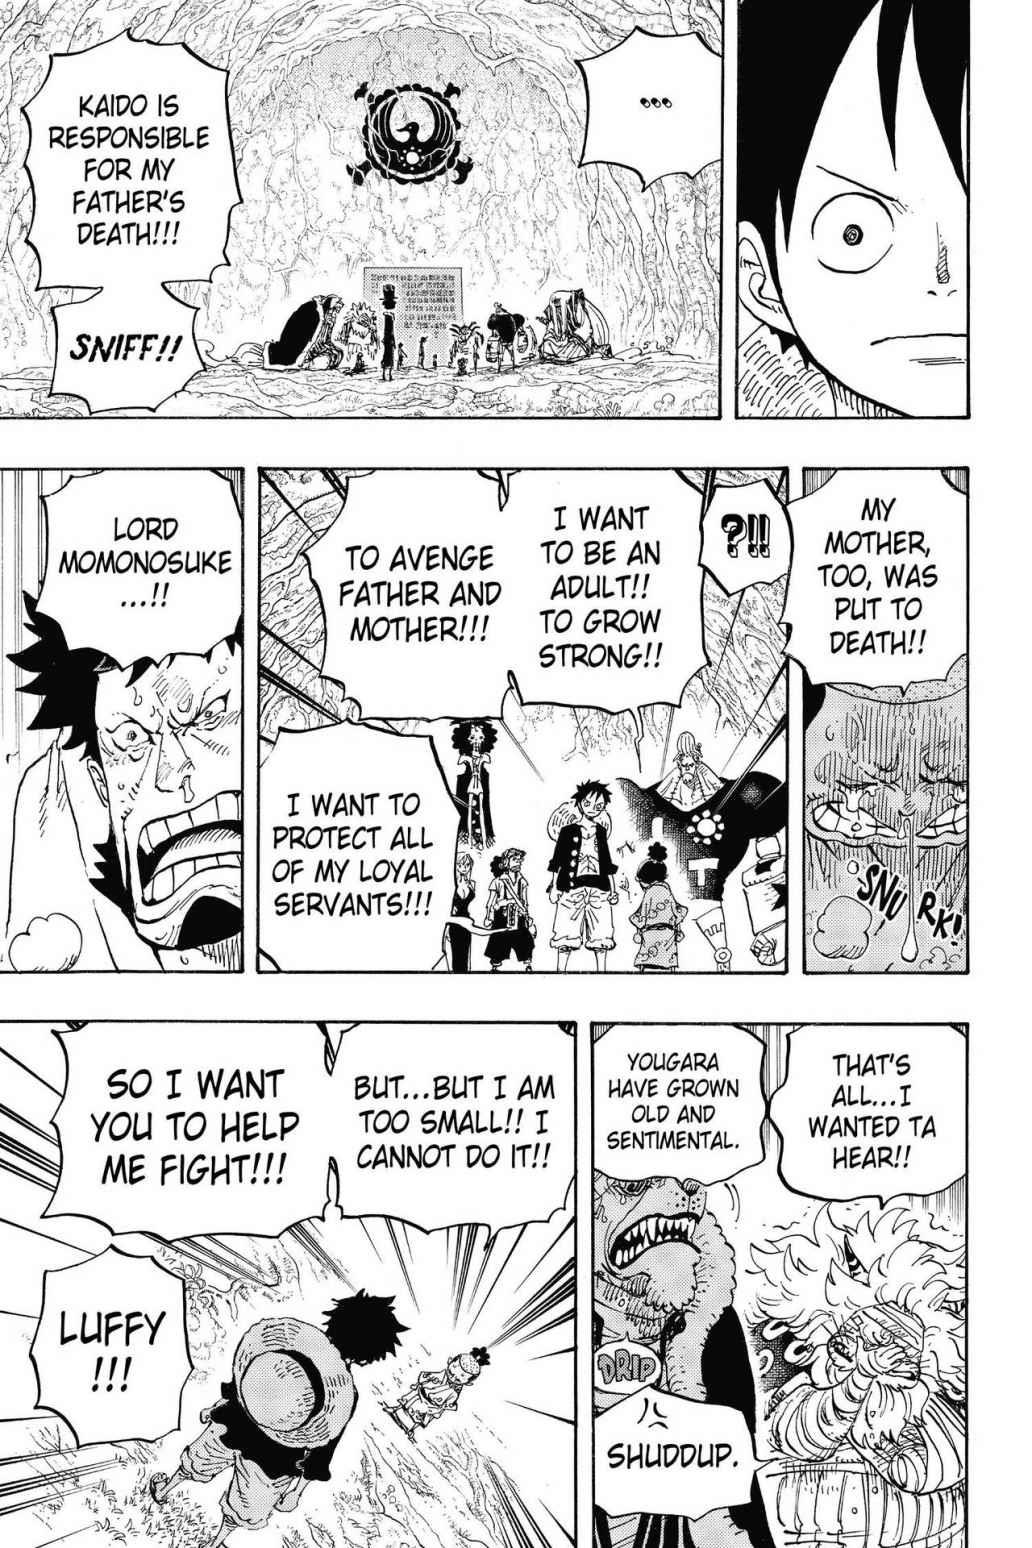 ...
KAIDO IS
RESPONSIBLE
FOR MY
FATHER'S
DEATH!!!
SNIFF!!
MY
MOTHER,
TOO, WAS
PUT TO
DEATH!!
SNU
RK!
?!!
I WANT
TO BE AN
ADULT!!
TO GROW
STRONG!!
TO AVENGE
FATHER AND
MOTHER!!!
I WANT TO
PROTECT ALL
OF MY LOYAL
SERVANTS!!!
LORD
MOMONOSUKE
...!!
THAT'S
ALL...I
WANTED TA
HEAR!!
YOUGARA
HAVE GROWN
OLD AND
SENTIMENTAL.
DRIP
SHUDDUP.
BUT...BUT I AM
TOO SMALL!! I
CANNOT DO IT!!
SO I WANT
YOU TO HELP
ME FIGHT!!!
LUFFY
!!!